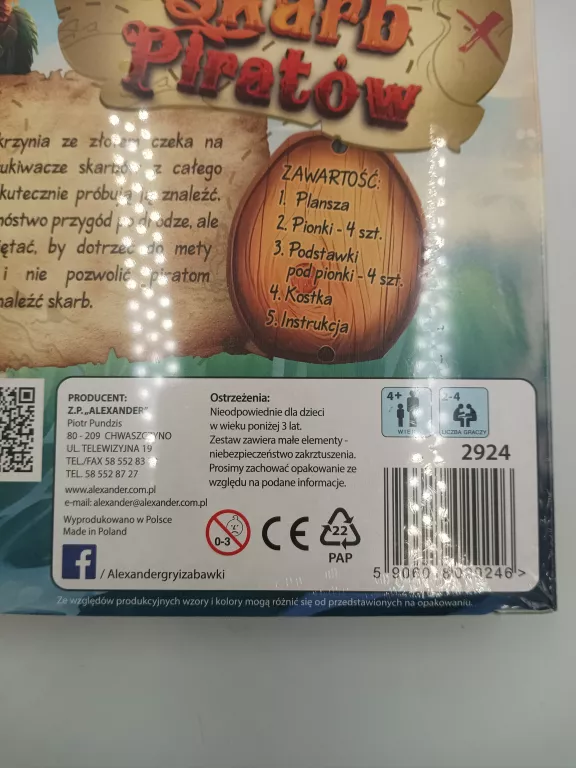 Skarb
Piratów
krzynia ze złotem czeka na
ukiwacze skarbów z całego
kutecznie próbują ją znaleźć.
nóstwo przygód po drodze, ale
iętać, by dotrzeć do mety
i nie pozwolić piratom
naleźć skarb.
ZAWARTOŚĆ:
1. Plansza
2. Pionki - 4 szt.
3. Podstawki
pod pionki - 4 szt.
4. Kostka
5. Instrukcja
PRODUCENT:
Z.P. „ALEXANDER”
Piotr Pundzis
80 - 209 CHWASZCZYNO
UL. TELEWIZYJNA 19
TEL./FAX 58 552 83
TEL. 58 552 87 27
www.alexander.com.pl
e-mail: alexander@alexander.com.pl
Wyprodukowano w Polsce
Made in Poland
/Alexandergryizabawki
Ostrzeżenia:
Nieodpowiednie dla dzieci
w wieku poniżej 3 lat.
Zestaw zawiera małe elementy -
niebezpieczeństwo zakrztuszenia.
Prosimy zachować opakowanie ze
względu na podane informacje.
0-3
CE
22
PAP
4+
WIEK
2-4
LICZBA GRACZY
2924
Ze względów produkcyjnych wzory i kolory mogą różnić się od przedstawionych na opakowaniu.